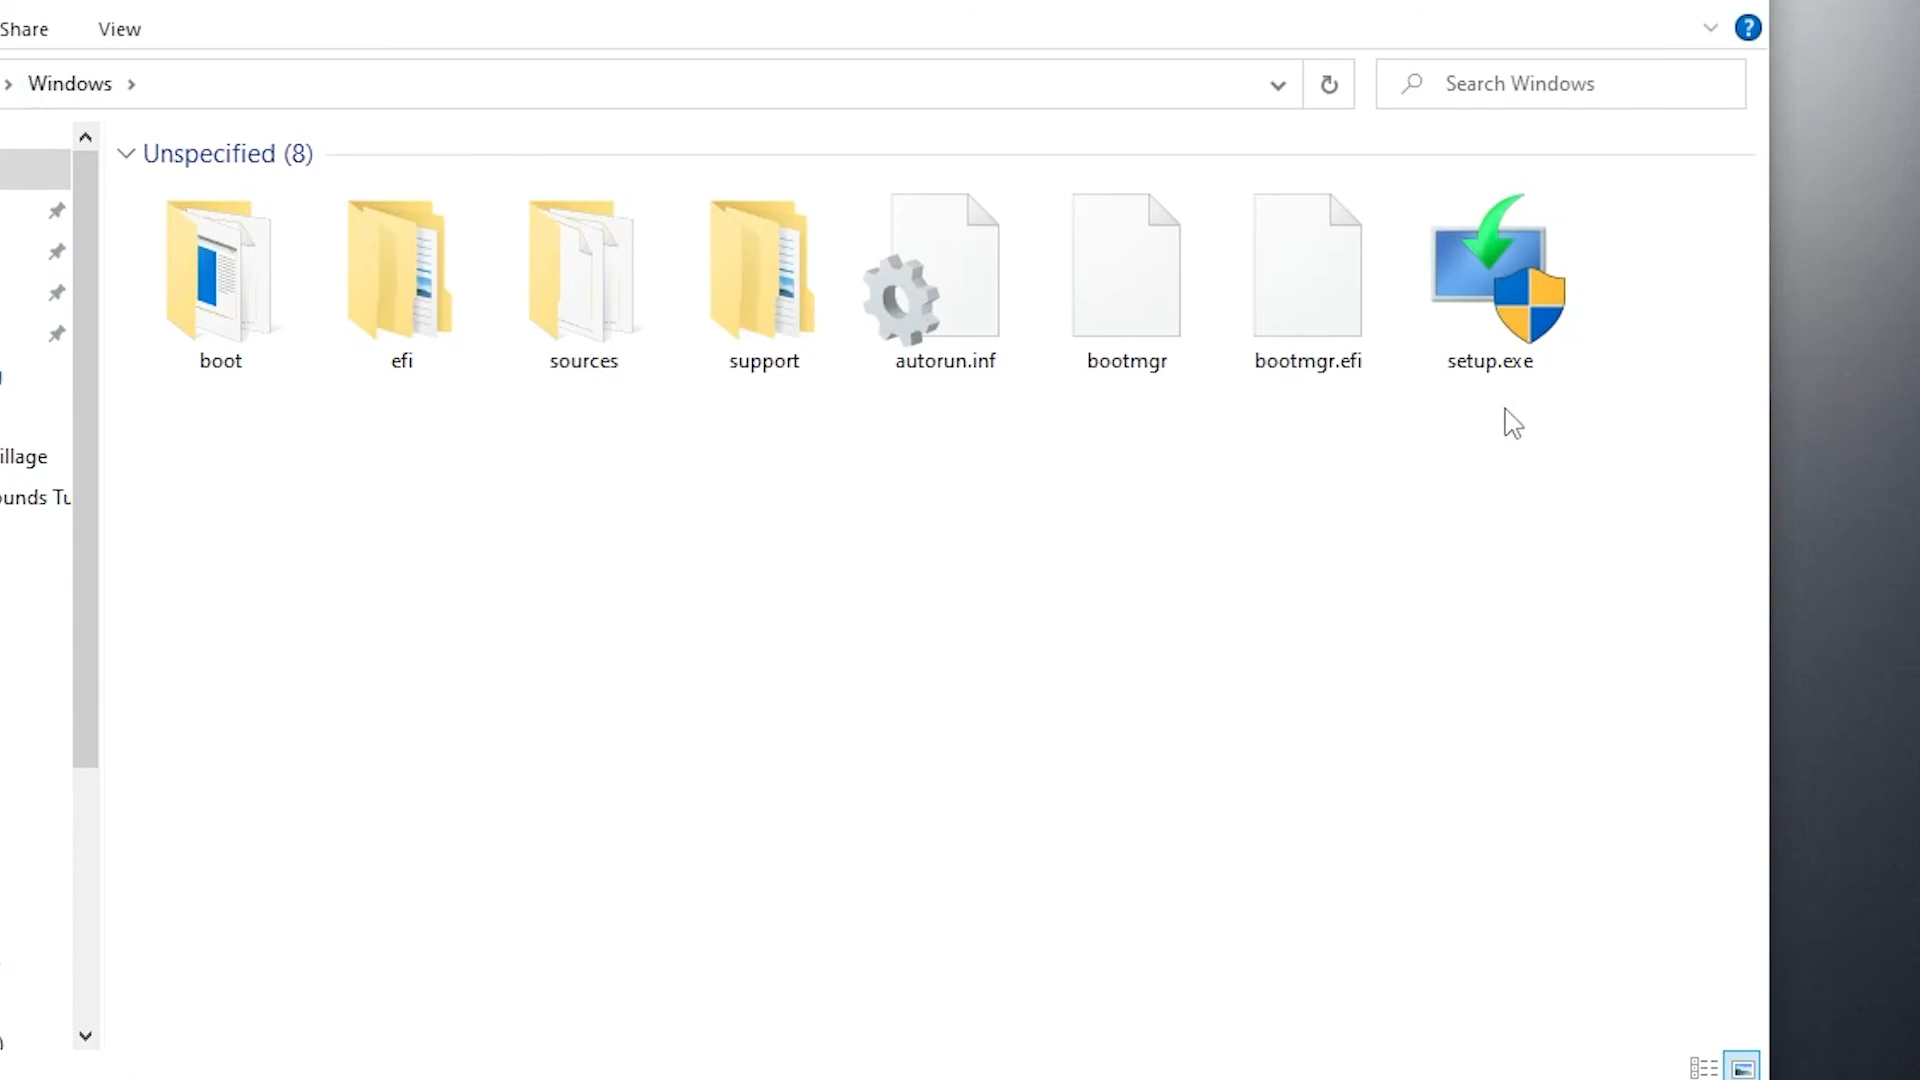 Share View
Windows
Search Windows
Unspecified (8)
boot efi sources support autorun.inf bootmgr bootmgr.efi setup.exe
illage
ounds Tu